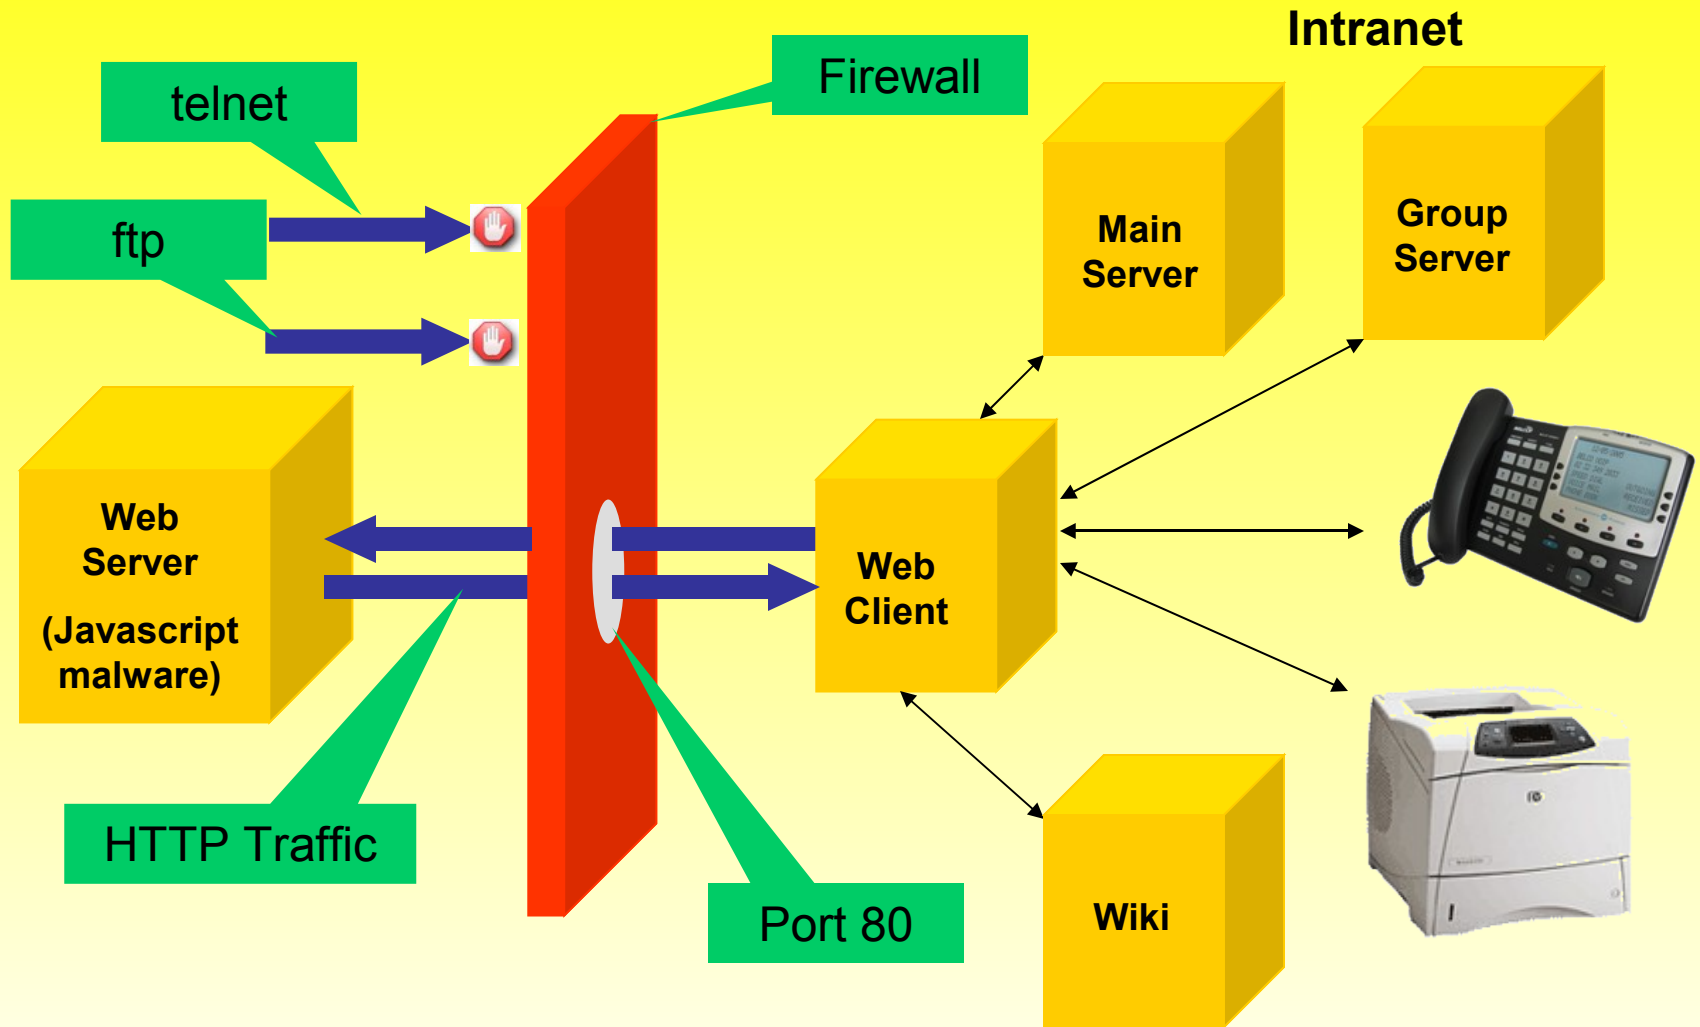 Intranet
Firewall
telnet
ftp
Main
Server
Group
Server
Web
Server
(Javascript
malware)
Web
Client
HTTP Traffic
Port 80
Wiki
hp